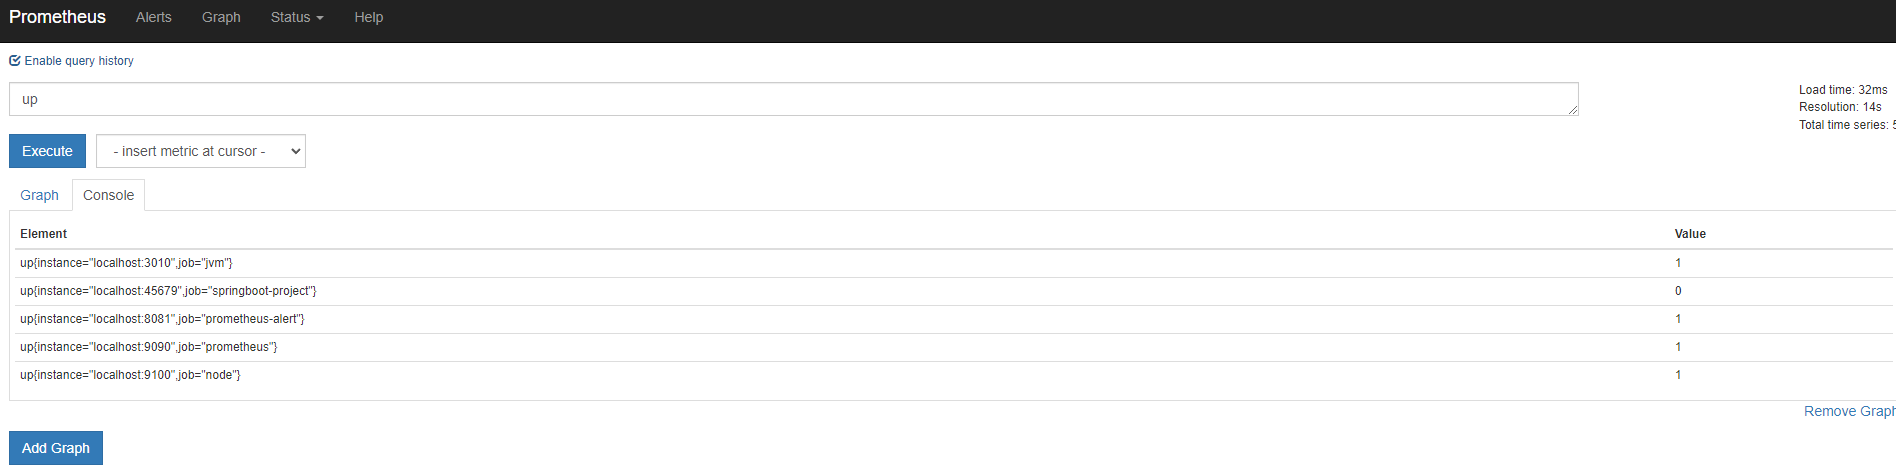 Prometheus Alerts Graph Status Help
Enable query history
up
Load time: 32ms
Resolution: 14s
Total time series: 5
Execute - insert metric at cursor -
Graph Console
Element Value
up{instance="localhost:3010",job="jvm"} 1
up{instance="localhost:45679",job="springboot-project"} 0
up{instance="localhost:8081",job="prometheus-alert"} 1
up{instance="localhost:9090",job="prometheus"} 1
up{instance="localhost:9100",job="node"} 1
Remove Graph
Add Graph